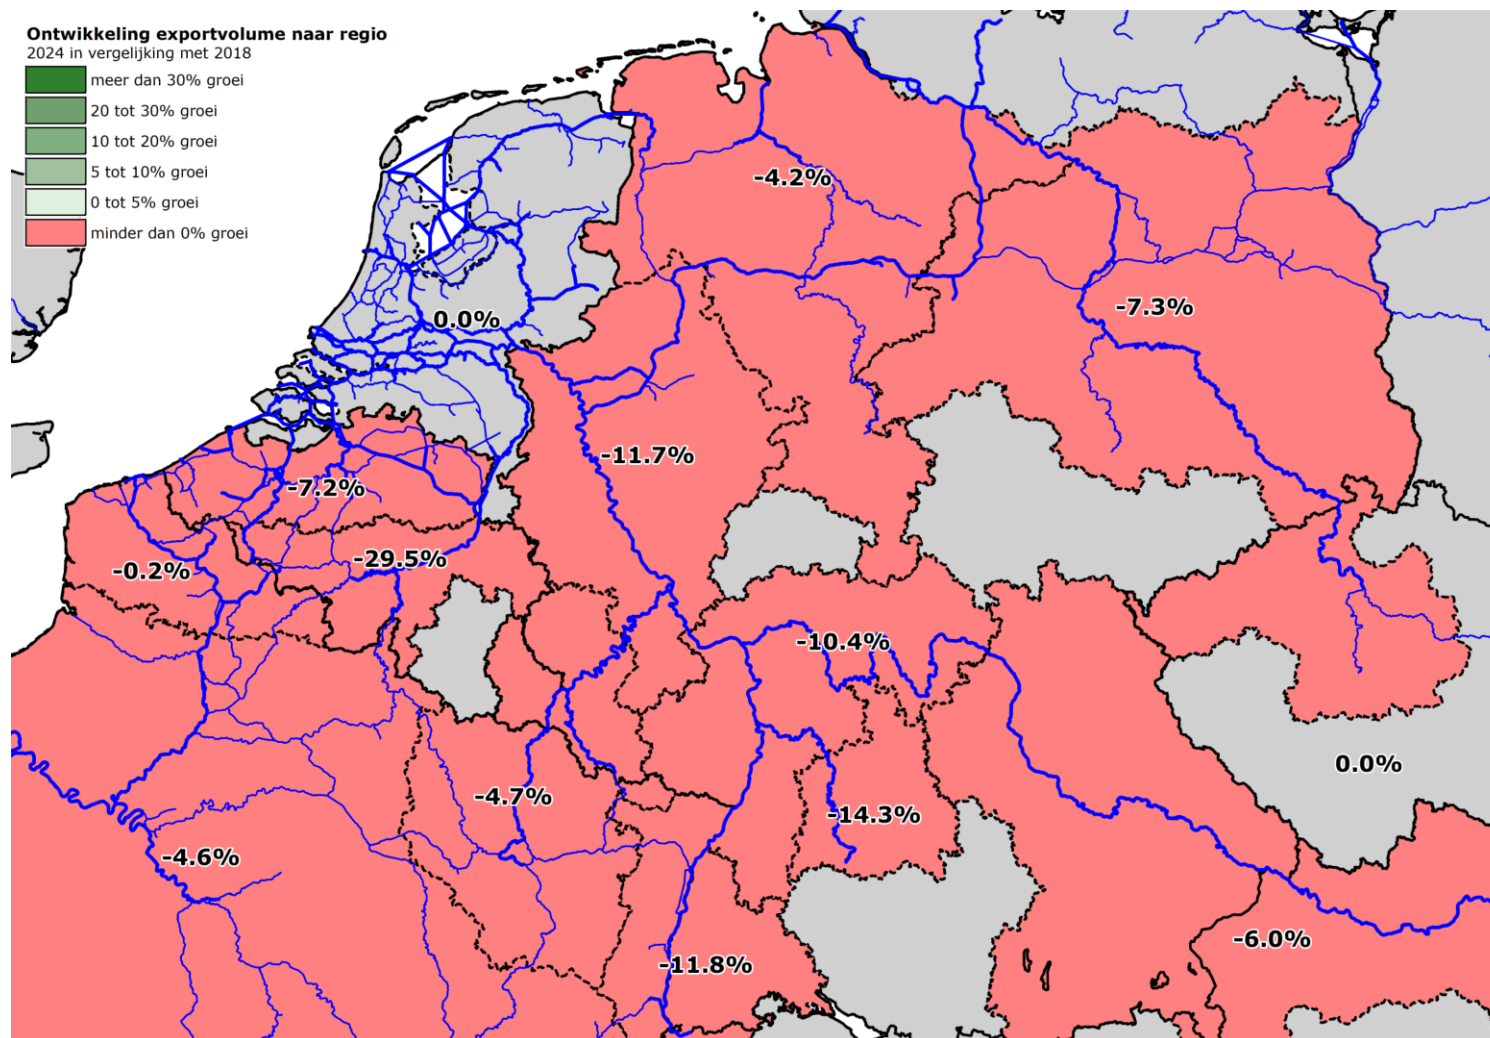 Ontwikkeling exportvolume naar regio
2024 in vergelijking met 2018
meer dan 30% groei
20 tot 30% groei
10 tot 20% groei
5 tot 10% groei
0 tot 5% groei
minder dan 0% groei
-4.2%
-7.3%
0.0%
-11.7%
-7.2%
-29.5%
-0.2%
-10.4%
0.0%
-4.7%
-14.3%
-4.6%
-6.0%
-11.8%